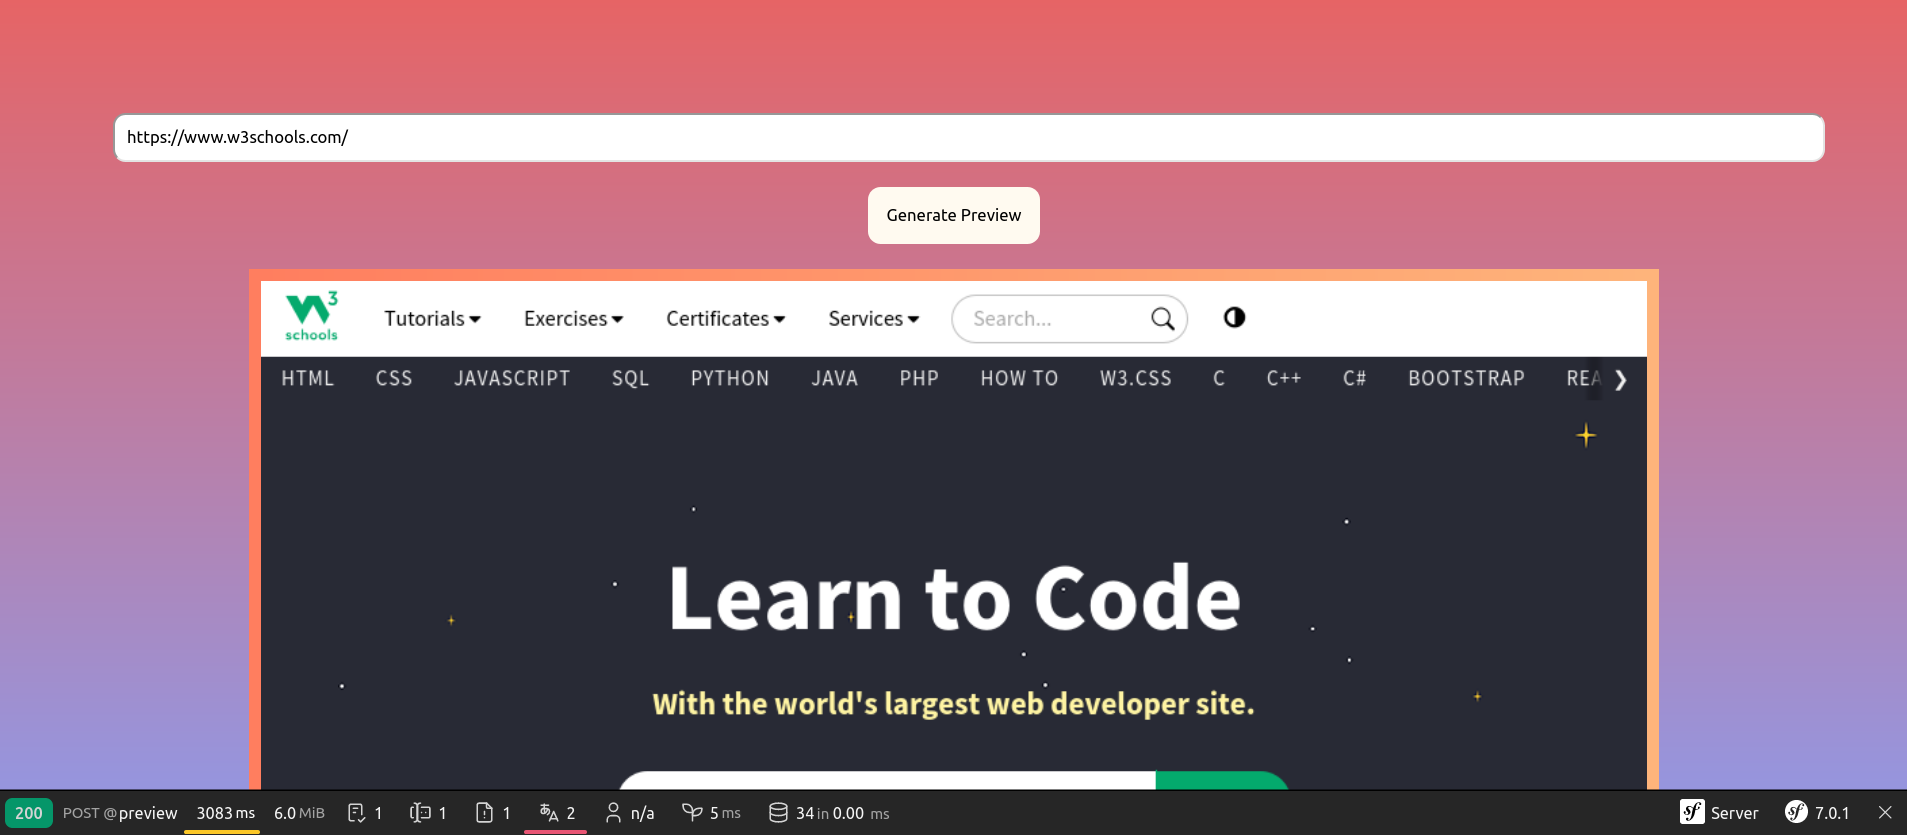 https://www.w3schools.com/
Generate Preview
W3 schools
Tutorials Exercises Certificates Services Search...
HTML CSS JAVASCRIPT SQL PYTHON JAVA PHP HOW TO W3.CSS C C++ C# BOOTSTRAP REA
Learn to Code
With the world's largest web developer site.
200 POST @preview 3083 ms 6.0 MiB 1 1 1 2 n/a 5 ms 34 in 0.00 ms sf Server sf 7.0.1